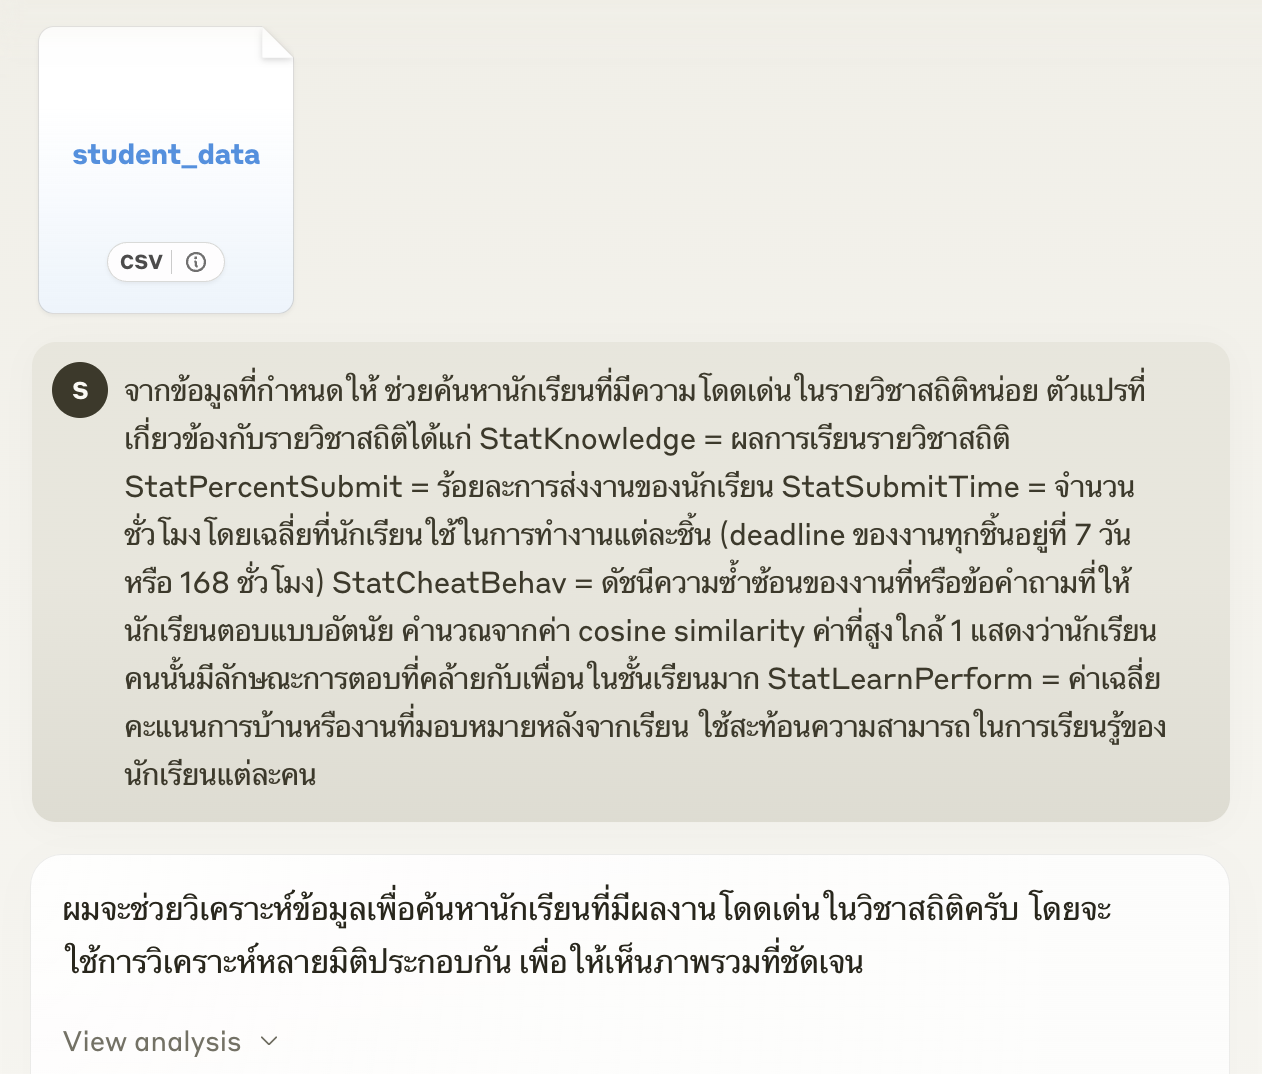 student_data
CSV
S
จากข้อมูลที่กำหนดให้ ช่วยค้นหานักเรียนที่มีความโดดเด่นในรายวิชาสถิติหน่อย ตัวแปรที่
เกี่ยวข้องกับรายวิชาสถิติได้แก่ StatKnowledge = ผลการเรียนรายวิชาสถิติ
StatPercentSubmit = ร้อยละการส่งงานของนักเรียน StatSubmitTime = จำนวน
ชั่วโมงโดยเฉลี่ยที่นักเรียนใช้ในการทำงานแต่ละชิ้น (deadline ของงานทุกชิ้นอยู่ที่ 7 วัน
หรือ 168 ชั่วโมง) StatCheatBehav = ดัชนีความซ้ำซ้อนของงานที่หรือข้อคำถามที่ให้
นักเรียนตอบแบบอัตนัย คำนวณจากค่า cosine similarity ค่าที่สูงใกล้ 1 แสดงว่านักเรียน
คนนั้นมีลักษณะการตอบที่คล้ายกับเพื่อนในชั้นเรียนมาก StatLearnPerform = ค่าเฉลี่ย
คะแนนการบ้านหรืองานที่มอบหมายหลังจากเรียน ใช้สะท้อนความสามารถในการเรียนรู้ของ
นักเรียนแต่ละคน
ผมจะช่วยวิเคราะห์ข้อมูลเพื่อค้นหานักเรียนที่มีผลงานโดดเด่นในวิชาสถิติครับ โดยจะ
ใช้การวิเคราะห์หลายมิติประกอบกัน เพื่อให้เห็นภาพรวมที่ชัดเจน
View analysis